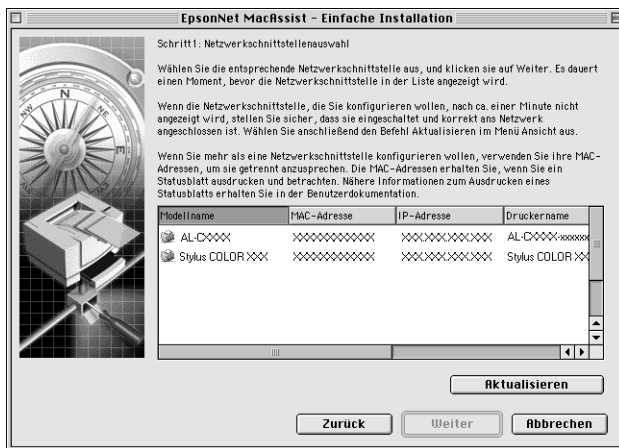 EpsonNet MacAssist - Einfache Installation
Schritt1: Netzwerkschnittstellenauswahl
Wählen Sie die entsprechende Netzwerkschnittstelle aus, und klicken sie auf Weiter. Es dauert
einen Moment, bevor die Netzwerkschnittstelle in der Liste angezeigt wird.
Wenn die Netzwerkschnittstelle, die Sie konfigurieren wollen, nach ca. einer Minute nicht
angezeigt wird, stellen Sie sicher, dass sie eingeschaltet und korrekt ans Netzwerk
angeschlossen ist. Wählen Sie anschließend den Befehl Aktualisieren im Menü Ansicht aus.
Wenn Sie mehr als eine Netzwerkschnittstelle konfigurieren wollen, verwenden Sie ihre MAC-
Adressen, um sie getrennt anzusprechen. Die MAC-Adressen erhalten Sie, wenn Sie ein
Statusblatt ausdrucken und betrachten. Nähere Informationen zum Ausdrucken eines
Statusblatts erhalten Sie in der Benutzerdokumentation.
Modellname MAC-Adresse IP-Adresse Druckername
AL-CXXXX XXXXXXXXXXXX XXX.XXX.XXX.XXX AL-CXXXX-xxxxxx
Stylus COLOR XXX XXXXXXXXXXXX XXX.XXX.XXX.XXX Stylus COLOR XX
Aktualisieren
Zurück Weiter Abbrechen
N
NE
E
NW
W